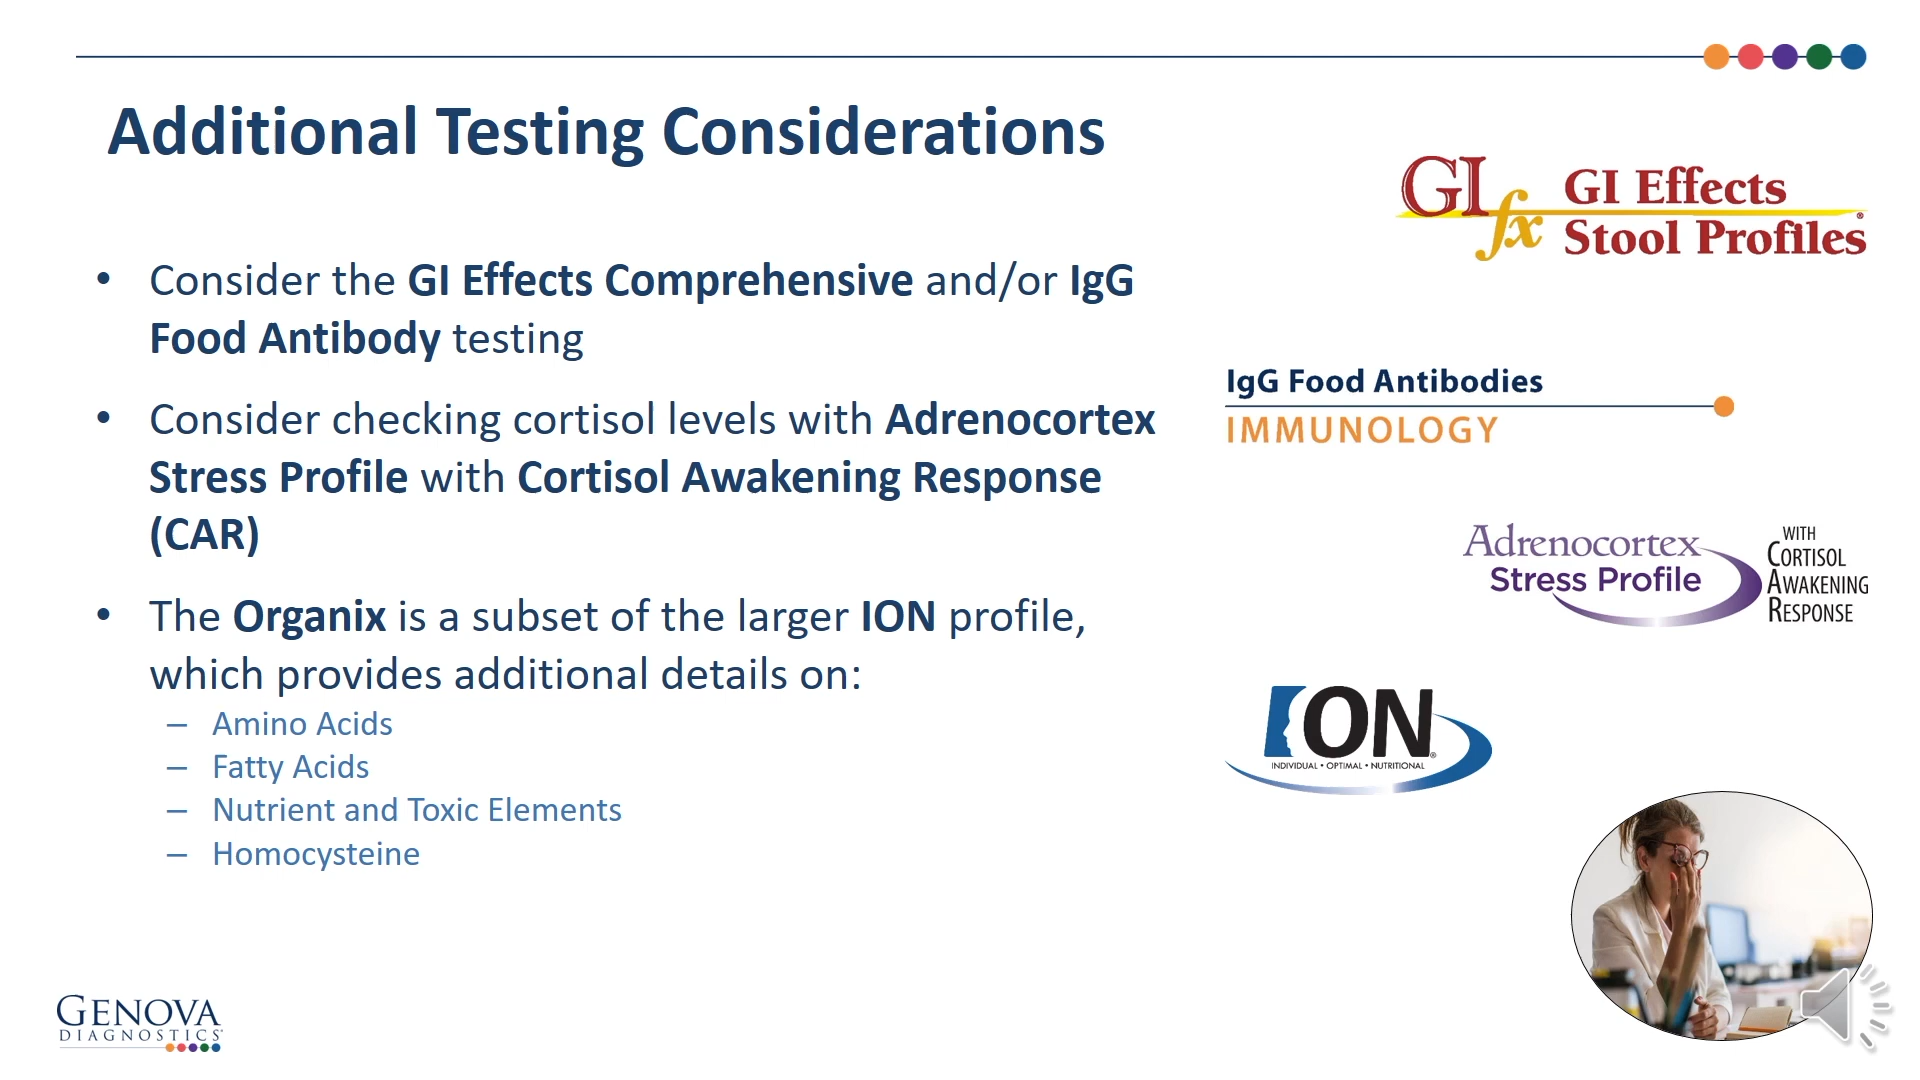 Additional Testing Considerations
GI fx GI Effects
Stool Profiles®
• Consider the GI Effects Comprehensive and/or IgG
Food Antibody testing
• Consider checking cortisol levels with Adrenocortex
Stress Profile with Cortisol Awakening Response
(CAR)
• The Organix is a subset of the larger ION profile,
which provides additional details on:
– Amino Acids
– Fatty Acids
– Nutrient and Toxic Elements
– Homocysteine
IgG Food Antibodies
IMMUNOLOGY
Adrenocortex
Stress Profile
WITH
CORTISOL
AWAKENING
RESPONSE
ION®
INDIVIDUAL • OPTIMAL • NUTRITIONAL
GENOVA
DIAGNOSTICS